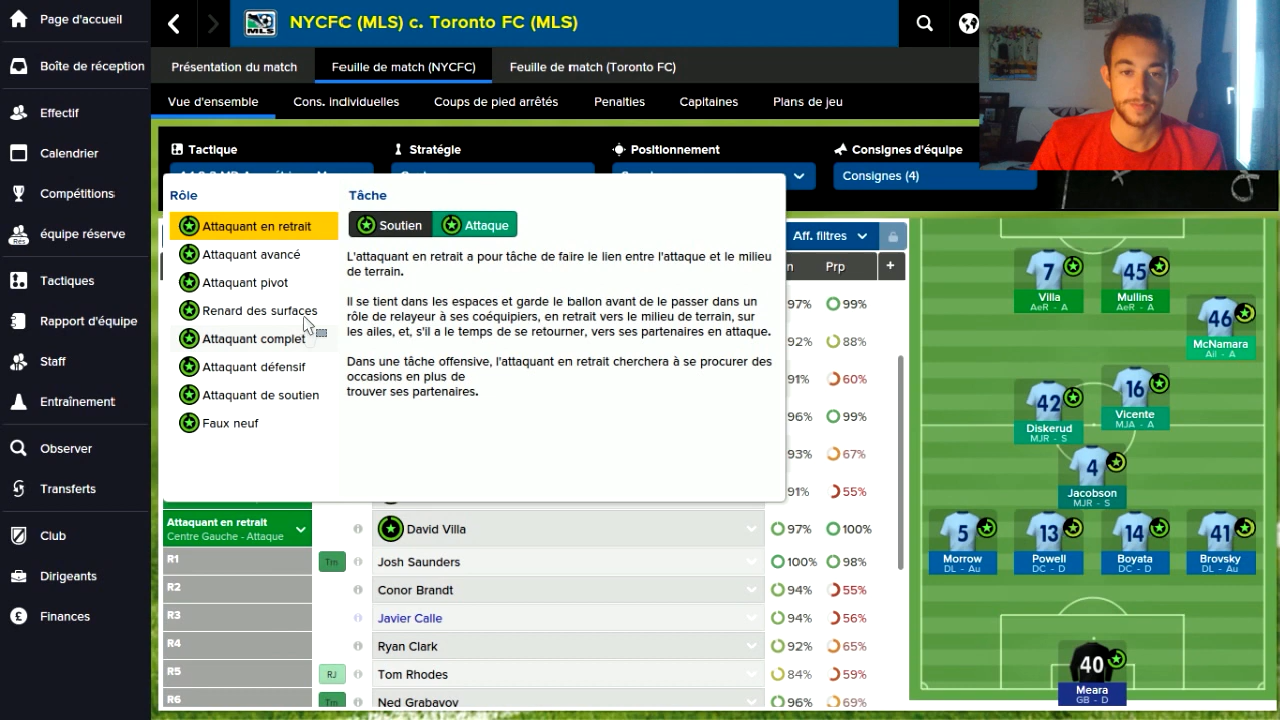 Page d'accueil
Boîte de réception
Effectif
Calendrier
Compétitions
Rés
équipe réserve
Tactiques
Rapport d'équipe
Staff
Entraînement
Observer
Transferts
Club
Dirigeants
Finances
MLS
NYCFC (MLS) c. Toronto FC (MLS)
Présentation du match
Feuille de match (NYCFC)
Feuille de match (Toronto FC)
Vue d'ensemble
Cons. individuelles
Coups de pied arrêtés
Penalties
Capitaines
Plans de jeu
Tactique
Stratégie
Positionnement
Consignes d'équipe
Consignes (4)
Rôle
Attaquant en retrait
Attaquant avancé
Attaquant pivot
Renard des surfaces
Attaquant complet
Attaquant défensif
Attaquant de soutien
Faux neuf
Tâche
Soutien
Attaque
L'attaquant en retrait a pour tâche de faire le lien entre l'attaque et le milieu
de terrain.
Il se tient dans les espaces et garde le ballon avant de le passer dans un
rôle de relayeur à ses coéquipiers, en retrait vers le milieu de terrain, sur
les ailes, et, s'il a le temps de se retourner, vers ses partenaires en attaque.
Dans une tâche offensive, l'attaquant en retrait cherchera à se procurer des
occasions en plus de
trouver ses partenaires.
Aff. filtres
n Prp +
97% 99%
92% 88%
91% 60%
96% 99%
93% 67%
91% 55%
Attaquant en retrait
Centre Gauche - Attaque
David Villa 97% 100%
R1 Tm Josh Saunders 100% 98%
R2 Conor Brandt 94% 55%
R3 Javier Calle 94% 56%
R4 Ryan Clark 92% 65%
R5 RJ Tom Rhodes 84% 59%
R6 Tm Ned Grabavoy 96% 69%
7
Villa
AeR - A
45
Mullins
AeR - A
46
McNamara
Ail - A
42
Diskerud
MJR - S
16
Vicente
MJA - A
4
Jacobson
MJR - S
5
Morrow
DL - Au
13
Powell
DC - D
14
Boyata
DC - D
41
Brovsky
DL - Au
40
Meara
GB - D